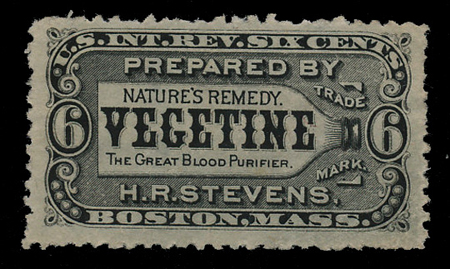 U.S. INT. REV. SIX CENTS
PREPARED BY
NATURE'S REMEDY.
TRADE
6 VEGETINE 6
THE GREAT BLOOD PURIFIER.
MARK.
H.R. STEVENS,
BOSTON, MASS.